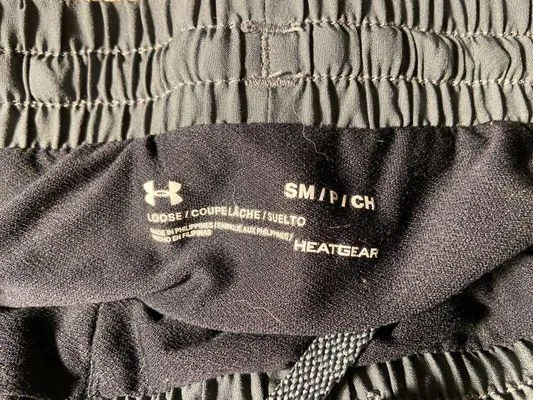 SM / P / CH
LOOSE / COUPE LÂCHE / SUELTO
MADE IN PHILIPPINES / FABRIQUÉ AUX PHILIPPINES /
HECHO EN FILIPINAS
HEATGEAR